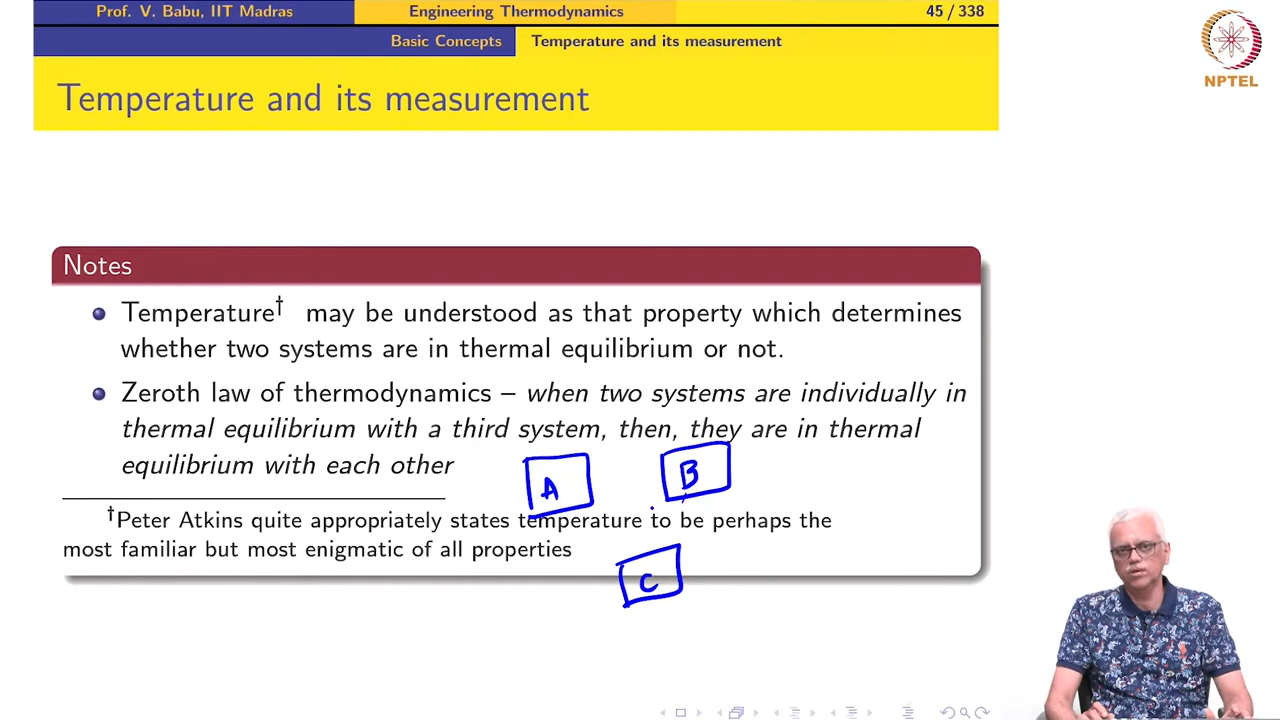 Prof. V. Babu, IIT Madras Engineering Thermodynamics 45 / 338
Basic Concepts Temperature and its measurement
NPTEL
Temperature and its measurement
Notes
Temperature† may be understood as that property which determines
whether two systems are in thermal equilibrium or not.
Zeroth law of thermodynamics – when two systems are individually in
thermal equilibrium with a third system, then, they are in thermal
equilibrium with each other
A B
†Peter Atkins quite appropriately states temperature to be perhaps the
most familiar but most enigmatic of all properties
C